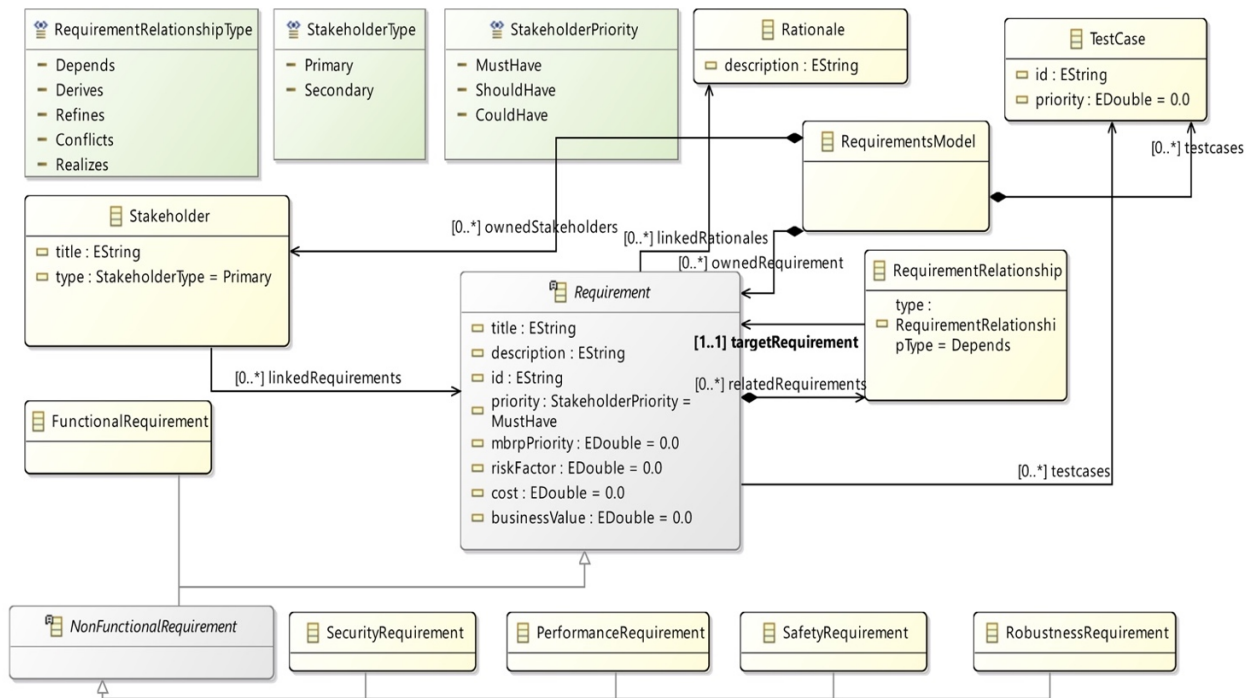 RequirementRelationshipType
Depends
Derives
Refines
Conflicts
Realizes
StakeholderType
Primary
Secondary
StakeholderPriority
MustHave
ShouldHave
CouldHave
Rationale
description : EString
TestCase
id : EString
priority : EDouble = 0.0
RequirementsModel
[0..*] testcases
Stakeholder
title : EString
type : StakeholderType = Primary
[0..*] ownedStakeholders
[0..*] linkedRationales
[0..*] ownedRequirement
RequirementRelationship
type :
RequirementRelationshi
pType = Depends
Requirement
title : EString
description : EString
id : EString
priority : StakeholderPriority =
MustHave
mbrpPriority : EDouble = 0.0
riskFactor : EDouble = 0.0
cost : EDouble = 0.0
businessValue : EDouble = 0.0
[1..1] targetRequirement
[0..*] relatedRequirements
[0..*] linkedRequirements
FunctionalRequirement
[0..*] testcases
NonFunctionalRequirement
SecurityRequirement
PerformanceRequirement
SafetyRequirement
RobustnessRequirement